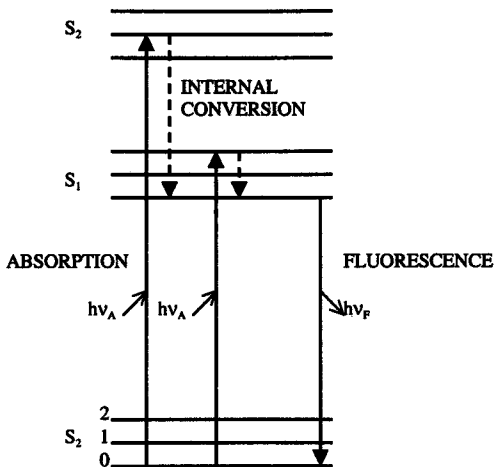 S₂
INTERNAL
CONVERSION
S₁
ABSORPTION
FLUORESCENCE
hν_A
hν_A
hν_F
2
S₂
1
0